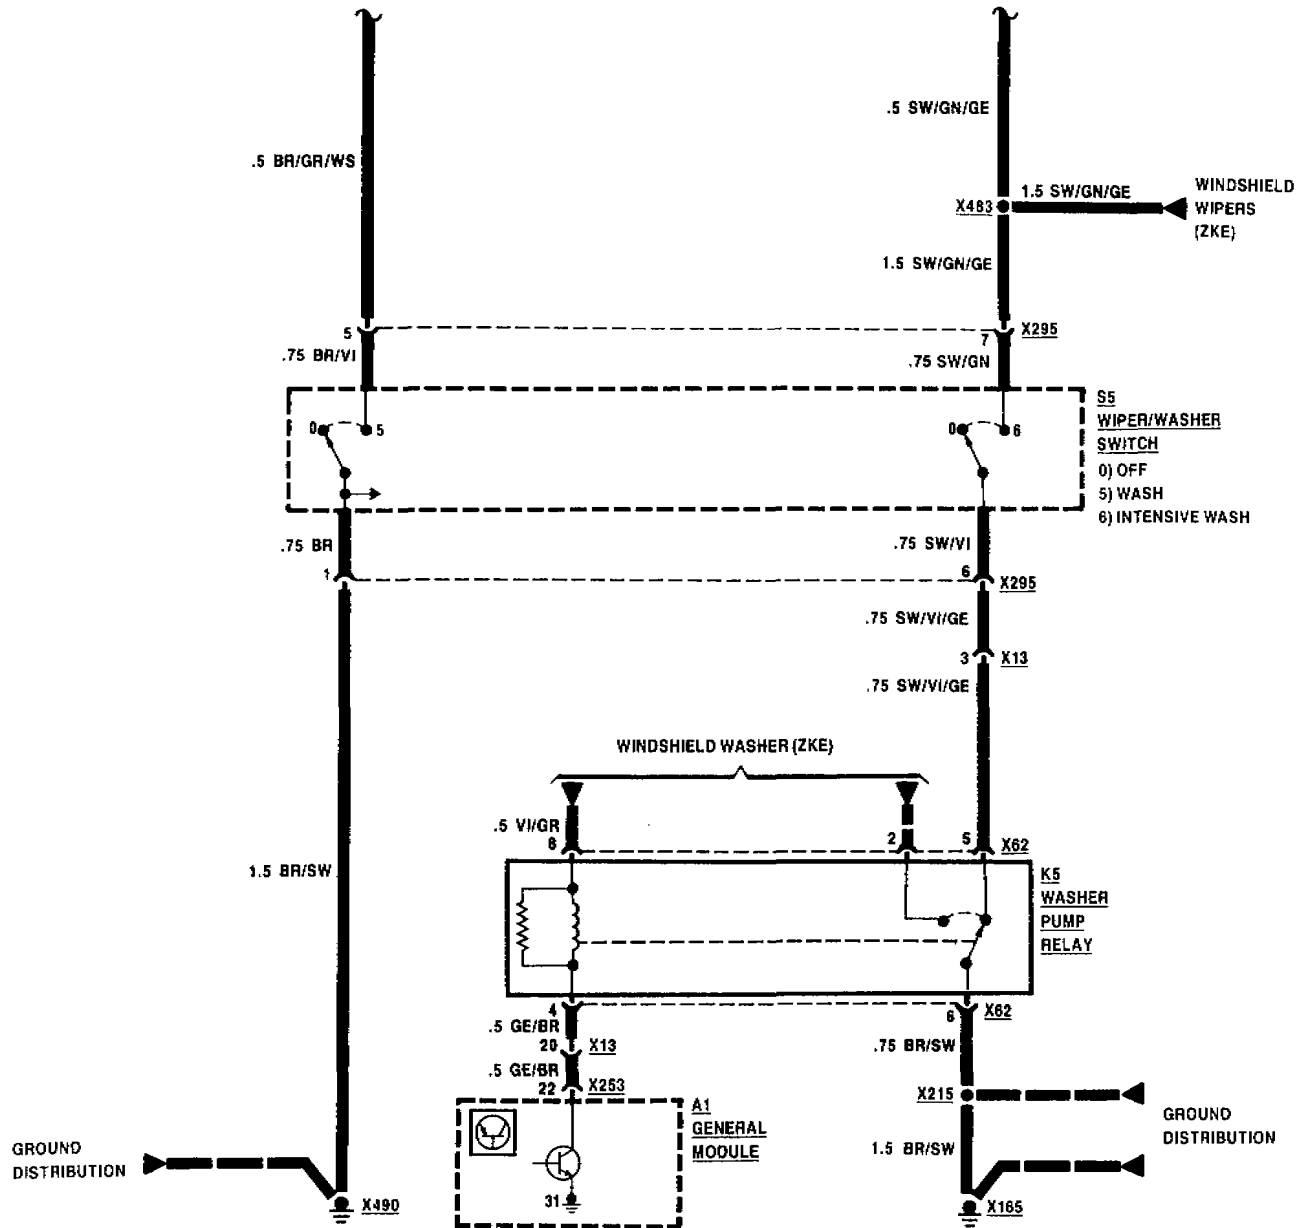 .5 SW/GN/GE
.5 BR/GR/WS
1.5 SW/GN/GE
WINDSHIELD
WIPERS
(ZKE)
X483
1.5 SW/GN/GE
5
7
X295
.75 BR/VI
.75 SW/GN
S5
WIPER/WASHER
SWITCH
0) OFF
5) WASH
6) INTENSIVE WASH
0
5
0
6
.75 BR
.75 SW/VI
1
6
X295
.75 SW/VI/GE
3
X13
.75 SW/VI/GE
WINDSHIELD WASHER (ZKE)
.5 VI/GR
8
2
5
X62
1.5 BR/SW
K5
WASHER
PUMP
RELAY
4
6
X62
.5 GE/BR
.75 BR/SW
20
X13
.5 GE/BR
22
X253
X215
A1
GENERAL
MODULE
GROUND
DISTRIBUTION
1.5 BR/SW
GROUND
DISTRIBUTION
31
X490
X165